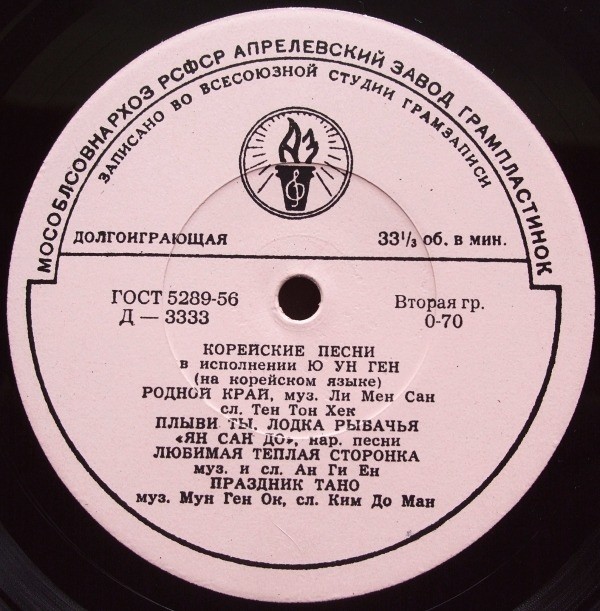 МОСОБЛСОВНАРХОЗ РСФСР АПРЕЛЕВСКИЙ ЗАВОД ГРАМПЛАСТИНОК
ЗАПИСАНО ВО ВСЕСОЮЗНОЙ СТУДИИ ГРАМЗАПИСИ
АЗ
ДОЛГОИГРАЮЩАЯ 33⅓ об. в мин.
ГОСТ 5289-56 Вторая гр.
Д — 3333 0-70
КОРЕЙСКИЕ ПЕСНИ
в исполнении Ю УН ГЕН
(на корейском языке)
РОДНОЙ КРАЙ, муз. Ли Мен Сан
сл. Тен Тон Хек
ПЛЫВИ ТЫ, ЛОДКА РЫБАЧЬЯ
«ЯН САН ДО», нар. песни
ЛЮБИМАЯ ТЕПЛАЯ СТОРОНКА
муз. и сл. Ан Ги Ен
ПРАЗДНИК ТАНО
муз. Мун Ген Ок, сл. Ким До Ман